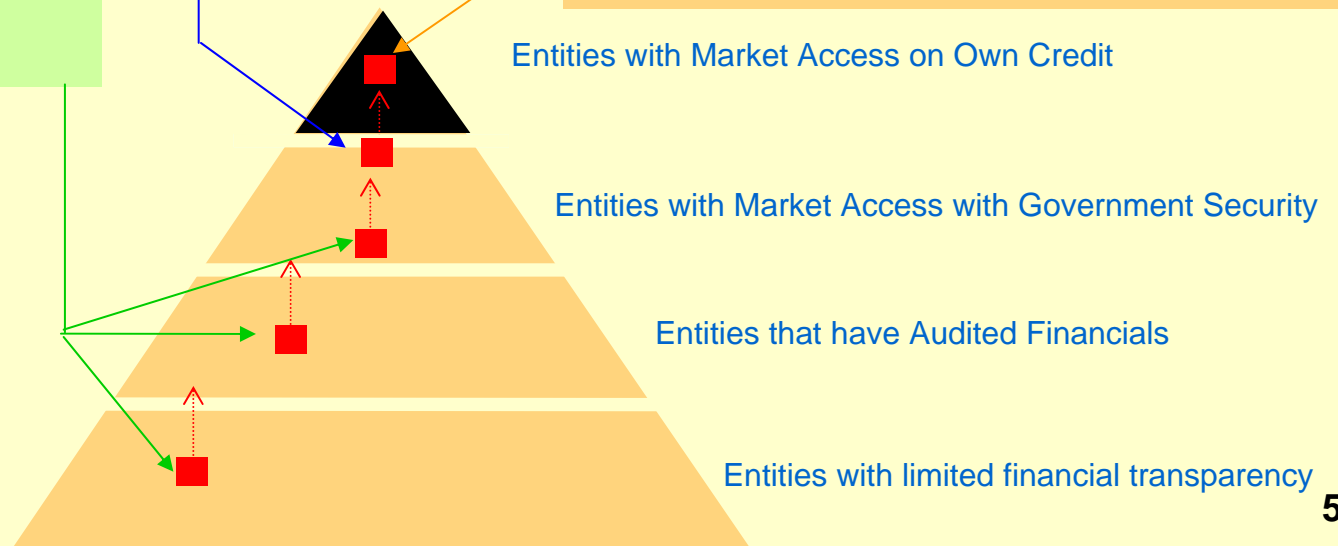 Entities with Market Access on Own Credit
Entities with Market Access with Government Security
Entities that have Audited Financials
Entities with limited financial transparency
5